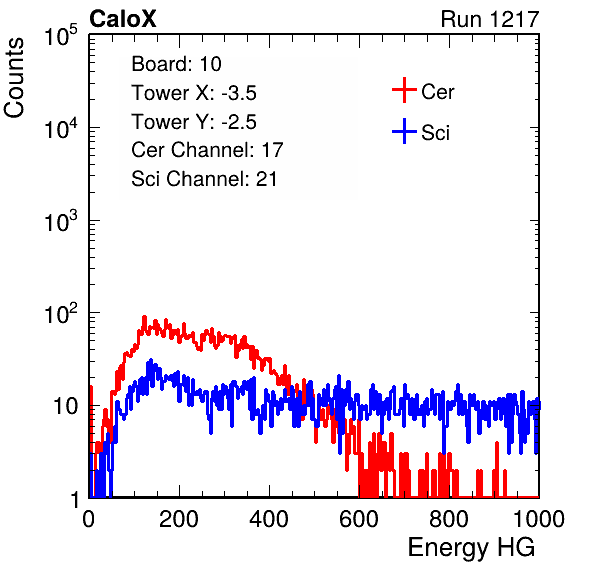 CaloX Run 1217
Counts
10^5
10^4
10^3
10^2
10
1
Board: 10
Tower X: -3.5
Tower Y: -2.5
Cer Channel: 17
Sci Channel: 21
Cer
Sci
0 200 400 600 800 1000
Energy HG